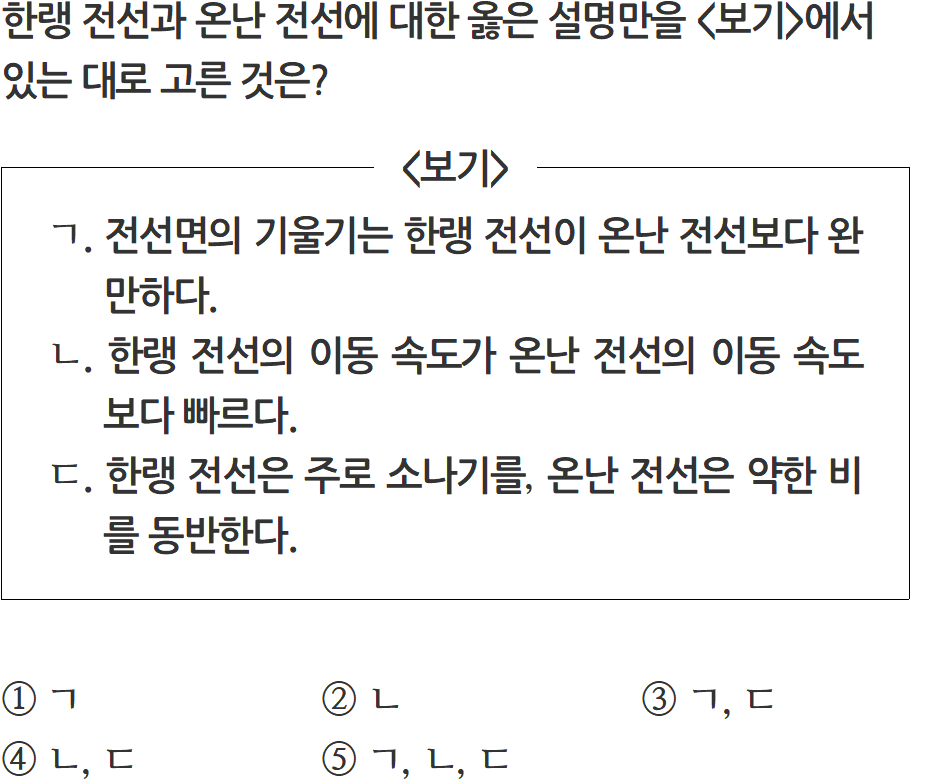 한랭 전선과 온난 전선에 대한 옳은 설명만을 <보기>에서
있는 대로 고른 것은?
<보기>
ㄱ. 전선면의 기울기는 한랭 전선이 온난 전선보다 완
만하다.
ㄴ. 한랭 전선의 이동 속도가 온난 전선의 이동 속도
보다 빠르다.
ㄷ. 한랭 전선은 주로 소나기를, 온난 전선은 약한 비
를 동반한다.
① ㄱ ② ㄴ ③ ㄱ, ㄷ
④ ㄴ, ㄷ ⑤ ㄱ, ㄴ, ㄷ